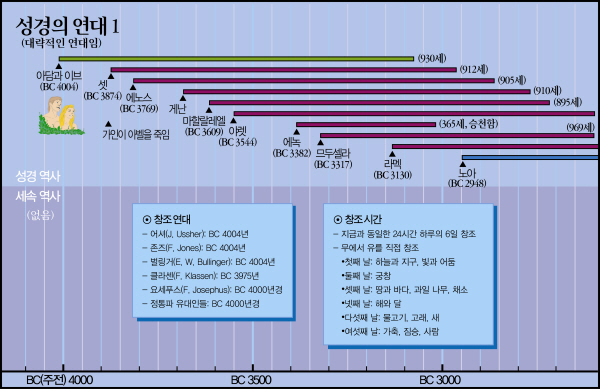 성경의 연대 1
(대략적인 연대임)
(930세)
아담과 이브
(BC 4004)
(912세)
셋
(BC 3874)
(905세)
에노스
(BC 3769)
(910세)
게난
(895세)
마할랄레엘
(BC 3609)
야렛
(BC 3544)
(365세, 승천함)
에녹
(BC 3382)
(969세)
므두셀라
(BC 3317)
라멕
(BC 3130)
노아
(BC 2948)
가인이 아벨을 죽임
성경 역사
세속 역사
(없음)
⊙ 창조 연대
– 어셔(J, Ussher): BC 4004년
– 존즈(F, Jones): BC 4004년
– 벌링거(E, W, Bullinger): BC 4004년
– 클라센(F, Klassen): BC 3975년
– 요세푸스(F, Josephus): BC 4000년경
– 정통파 유대인들: BC 4000년경
⊙ 창조 시간
– 지금과 동일한 24시간 하루의 6일 창조
– 무에서 유를 직접 창조
•첫째 날: 하늘과 지구, 빛과 어둠
•둘째 날: 궁창
•셋째 날: 땅과 바다, 과일 나무, 채소
•넷째 날: 해와 달
•다섯째 날: 물고기, 고래, 새
•여섯째 날: 가축, 짐승, 사람
BC(주전) 4000
BC 3500
BC 3000